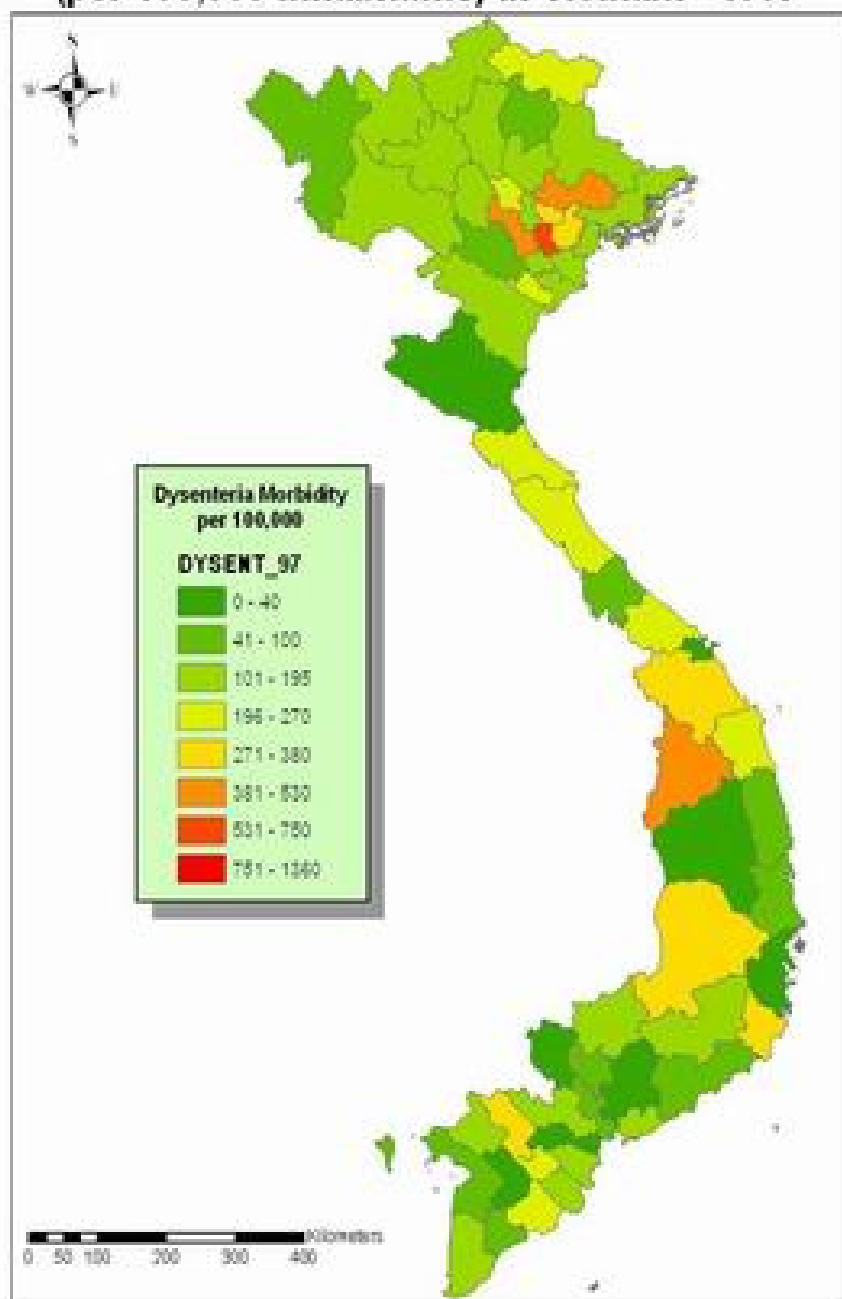 N
W
E
S
Dysenteria Morbidity
per 100,000
DYSENT_97
0 - 40
41 - 100
101 - 195
196 - 270
271 - 380
381 - 530
531 - 750
751 - 1360
Kilometers
0 50 100 200 300 400